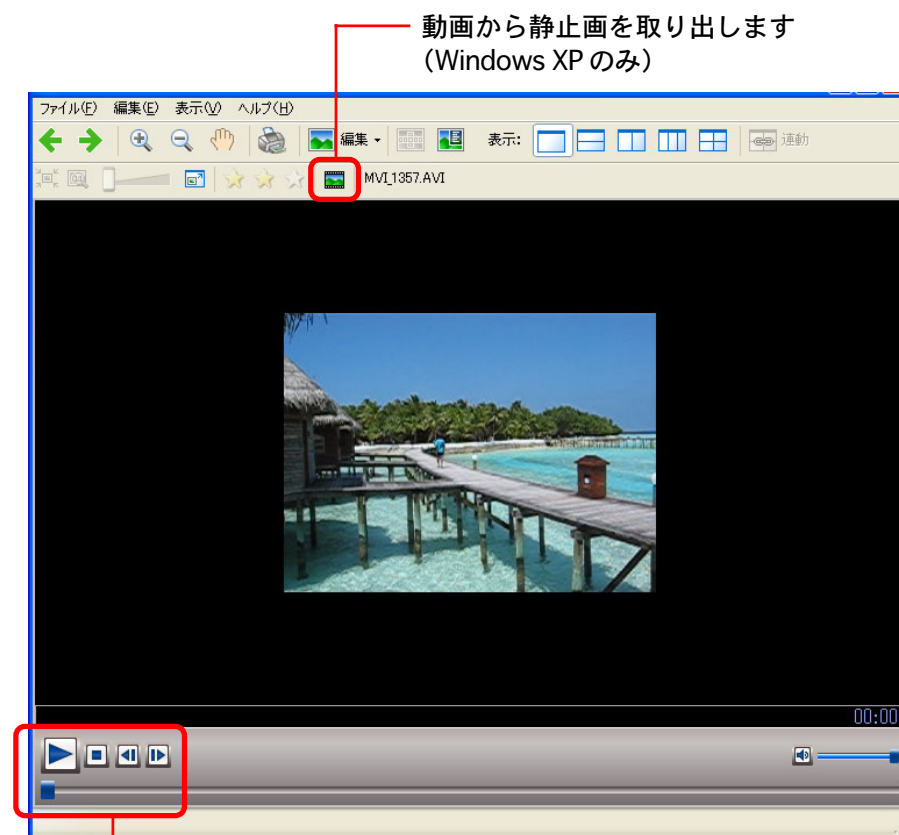 動画から静止画を取り出します
（Windows XP のみ）
ファイル(F) 編集(E) 表示(V) ヘルプ(H)
編集 表示: 連動
MVI_1357.AVI
00:00